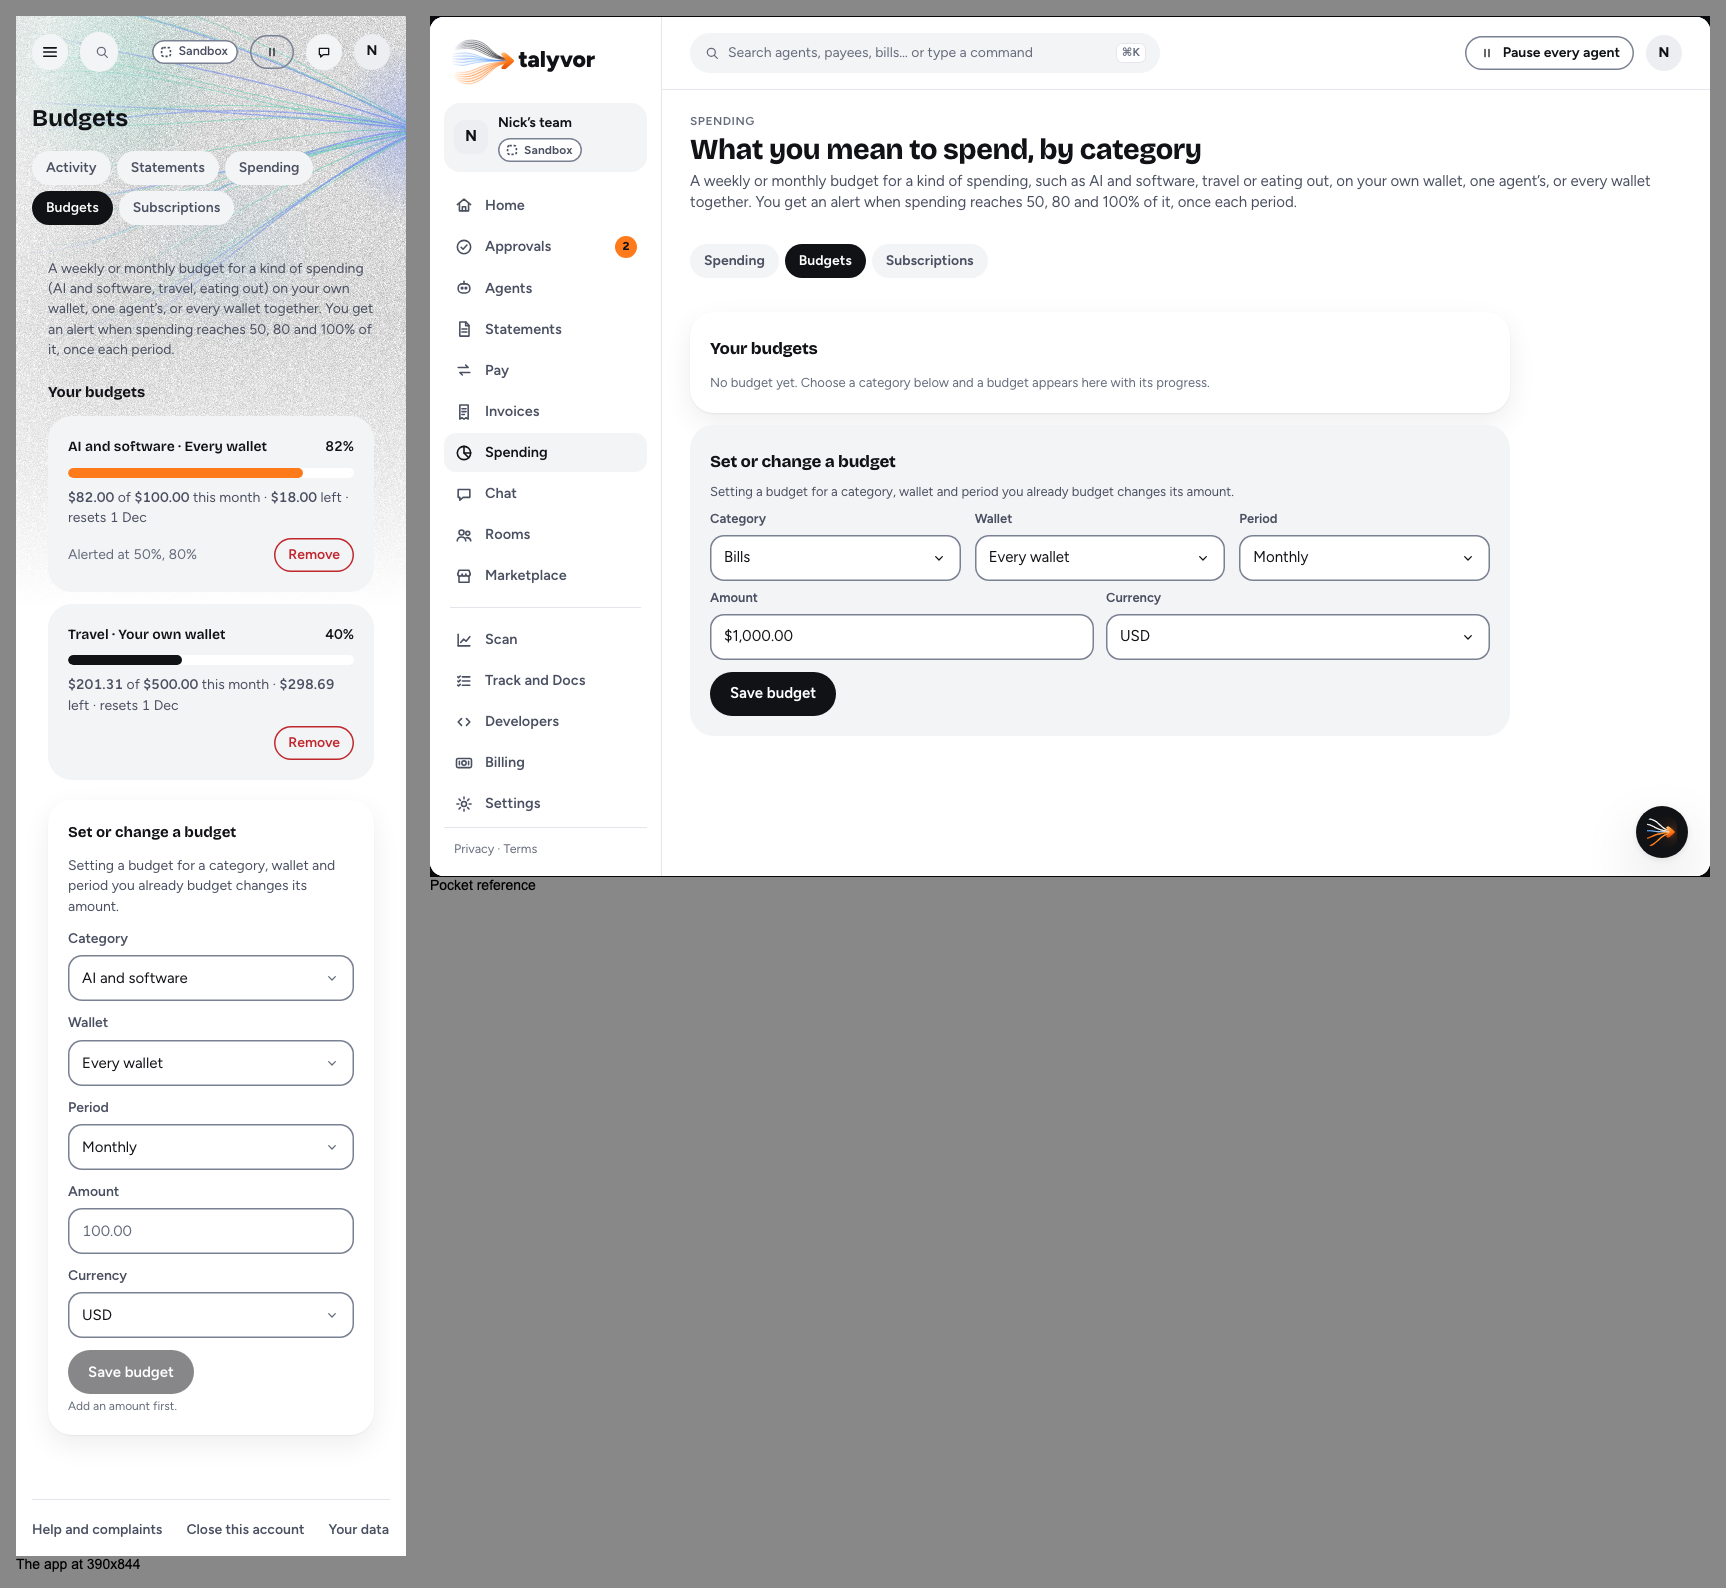 Sandbox
N
Budgets
Activity
Statements
Spending
Budgets
Subscriptions
A weekly or monthly budget for a kind of spending
(AI and software, travel, eating out) on your own
wallet, one agent's, or every wallet together. You get
an alert when spending reaches 50, 80 and 100% of
it, once each period.
Your budgets
AI and software · Every wallet 82%
$82.00 of $100.00 this month · $18.00 left ·
resets 1 Dec
Alerted at 50%, 80%
Remove
Travel · Your own wallet 40%
$201.31 of $500.00 this month · $298.69
left · resets 1 Dec
Remove
Set or change a budget
Setting a budget for a category, wallet and
period you already budget changes its
amount.
Category
AI and software
Wallet
Every wallet
Period
Monthly
Amount
100.00
Currency
USD
Save budget
Add an amount first.
Help and complaints
Close this account
Your data
The app at 390x844
talyvor
N
Nick's team
Sandbox
Home
Approvals 2
Agents
Statements
Pay
Invoices
Spending
Chat
Rooms
Marketplace
Scan
Track and Docs
Developers
Billing
Settings
Privacy · Terms
Search agents, payees, bills... or type a command ⌘K
Pause every agent
N
SPENDING
What you mean to spend, by category
A weekly or monthly budget for a kind of spending, such as AI and software, travel or eating out, on your own wallet, one agent's, or every wallet
together. You get an alert when spending reaches 50, 80 and 100% of it, once each period.
Spending
Budgets
Subscriptions
Your budgets
No budget yet. Choose a category below and a budget appears here with its progress.
Set or change a budget
Setting a budget for a category, wallet and period you already budget changes its amount.
Category
Wallet
Period
Bills
Every wallet
Monthly
Amount
Currency
$1,000.00
USD
Save budget
Pocket reference